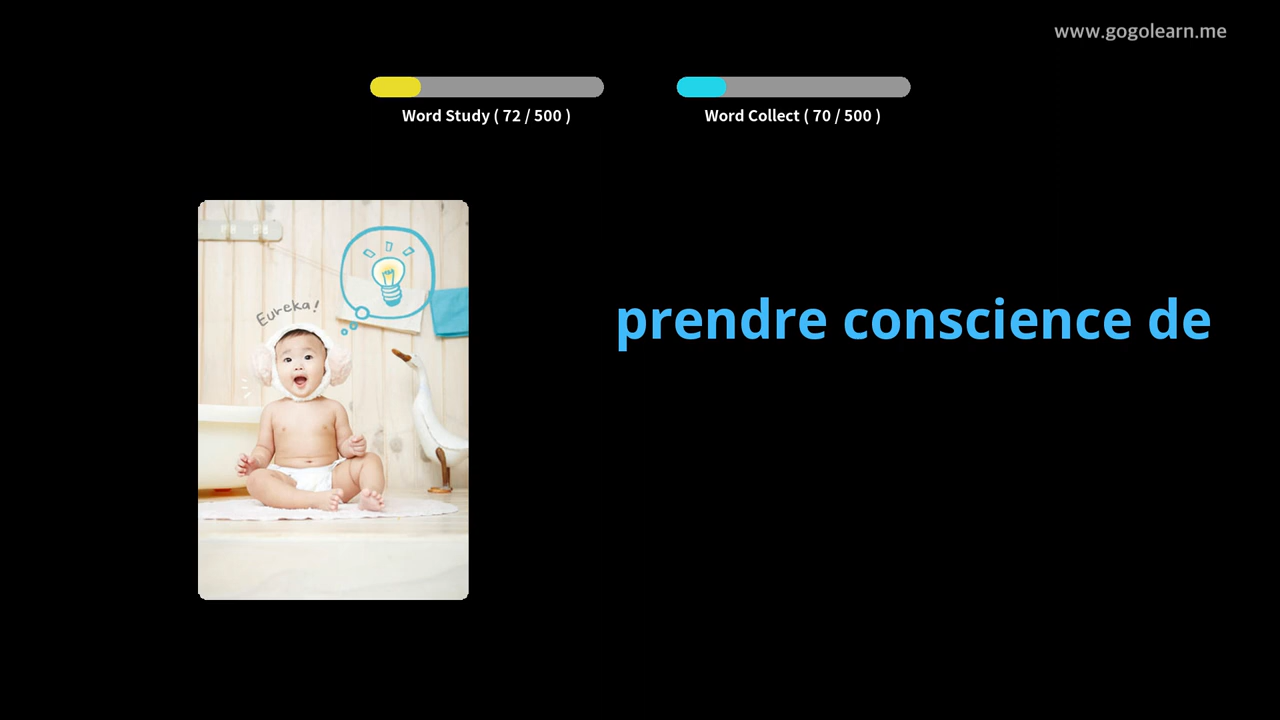 www.gogolearn.me
Word Study ( 72 / 500 )
Word Collect ( 70 / 500 )
Eureka!
prendre conscience de